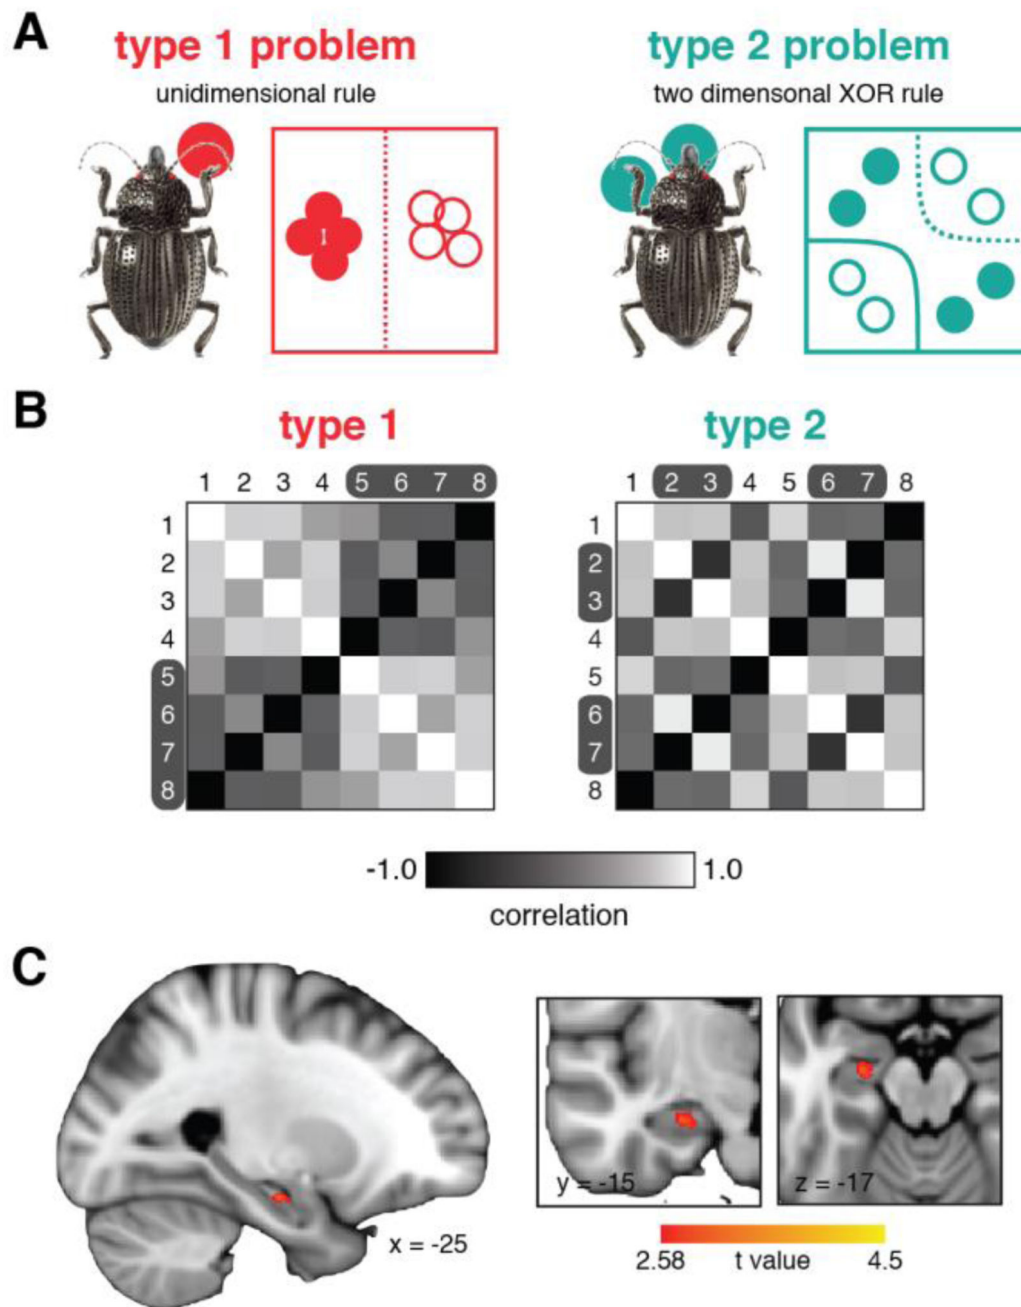 A
type 1 problem
unidimensional rule
type 2 problem
two dimensonal XOR rule
B
type 1
1 2 3 4 5 6 7 8
1
2
3
4
5
6
7
8
type 2
1 2 3 4 5 6 7 8
1
2
3
4
5
6
7
8
-1.0
1.0
correlation
C
x = -25
y = -15
z = -17
2.58
t value
4.5